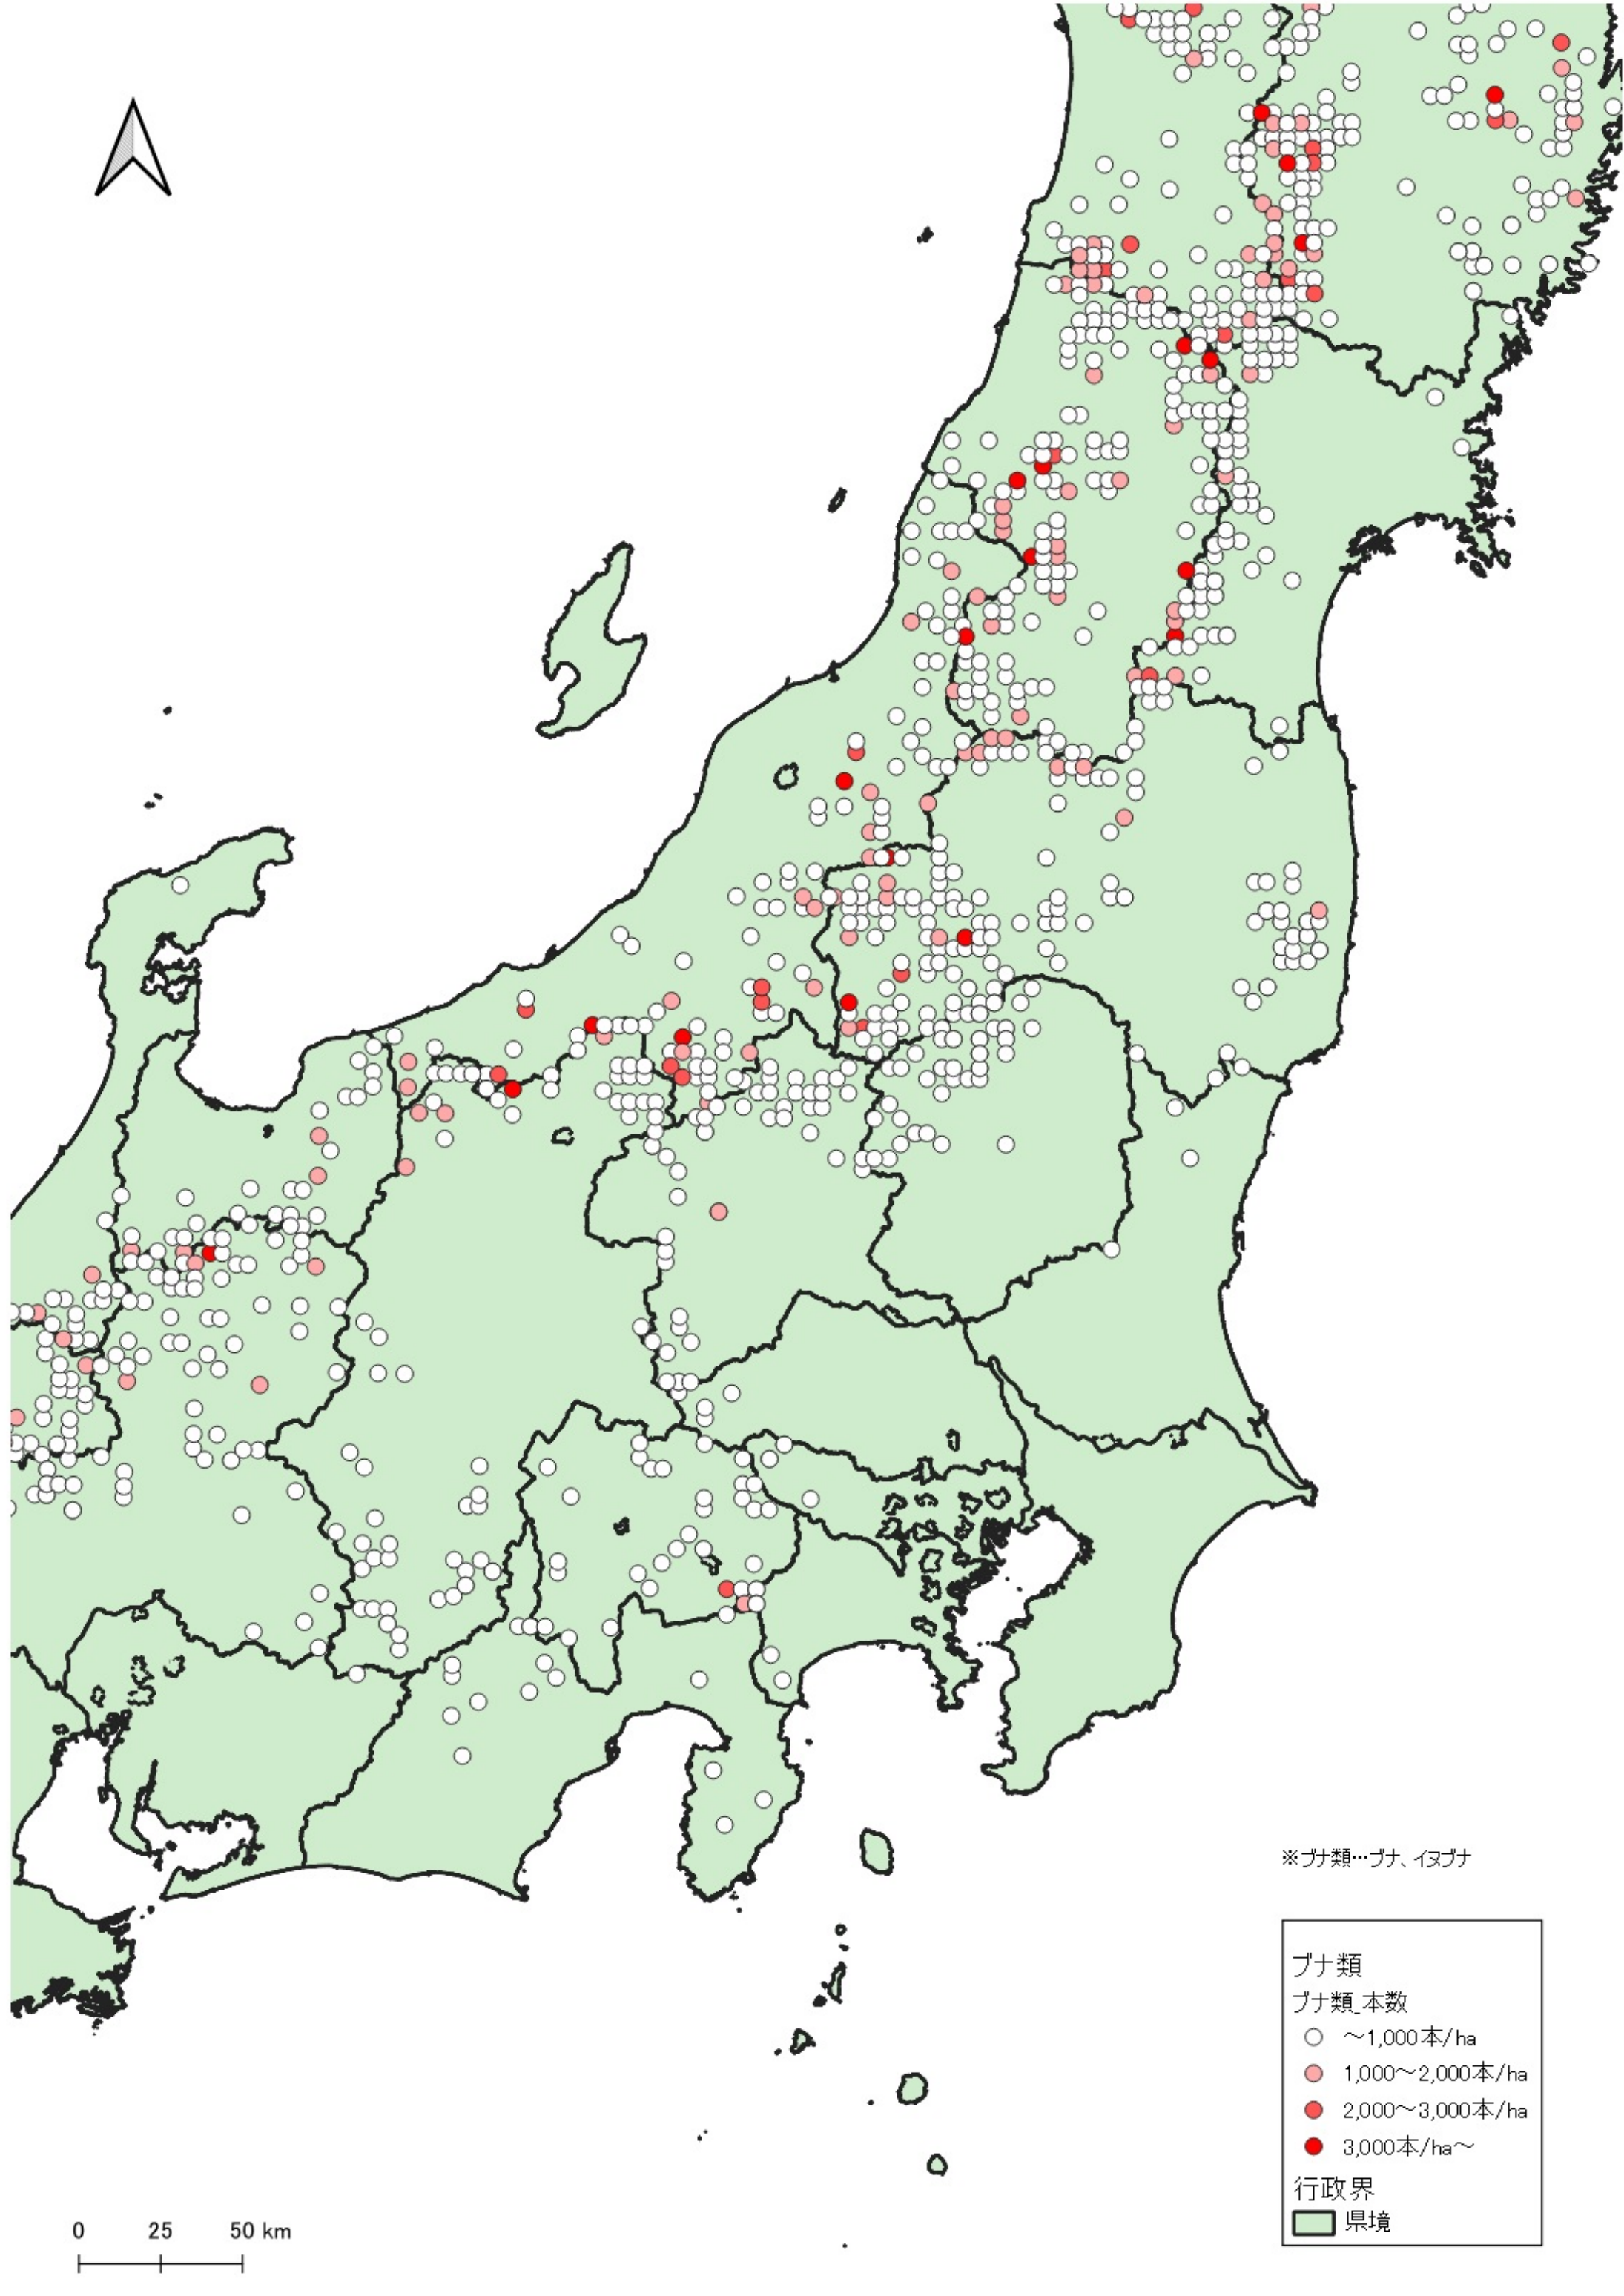 ※ブナ類…ブナ、イヌブナ
ブナ類
ブナ類_本数
～1,000本/ha
1,000～2,000本/ha
2,000～3,000本/ha
3,000本/ha～
行政界
県境
0 25 50 km